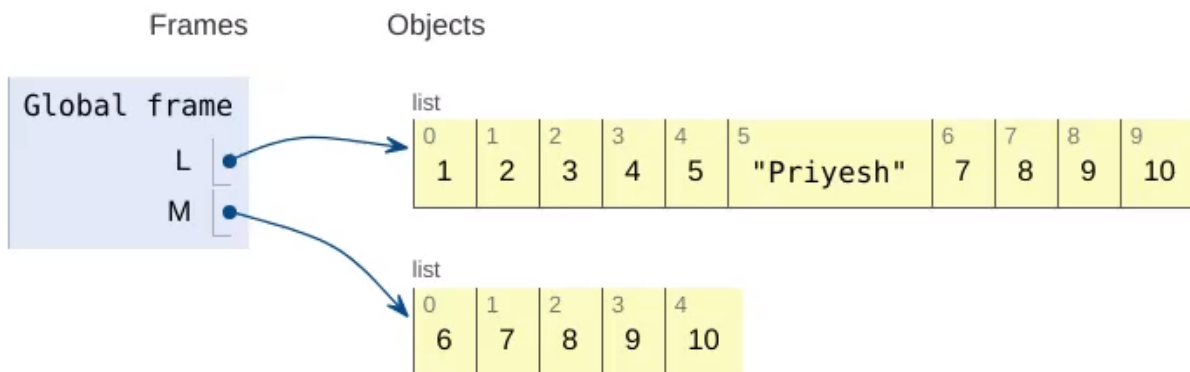 Frames Objects
Global frame
L
M
list
0 1 2 3 4 5 6 7 8 9
1 2 3 4 5 "Priyesh" 7 8 9 10
list
0 1 2 3 4
6 7 8 9 10